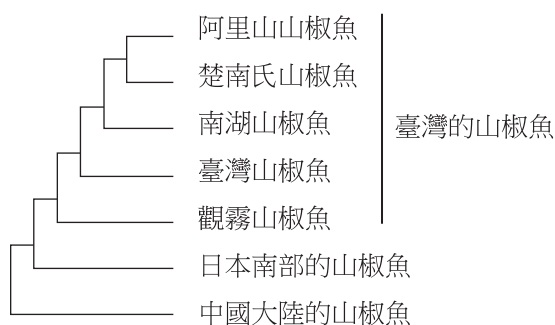 阿里山山椒魚
楚南氏山椒魚
南湖山椒魚
臺灣山椒魚
觀霧山椒魚
臺灣的山椒魚
日本南部的山椒魚
中國大陸的山椒魚